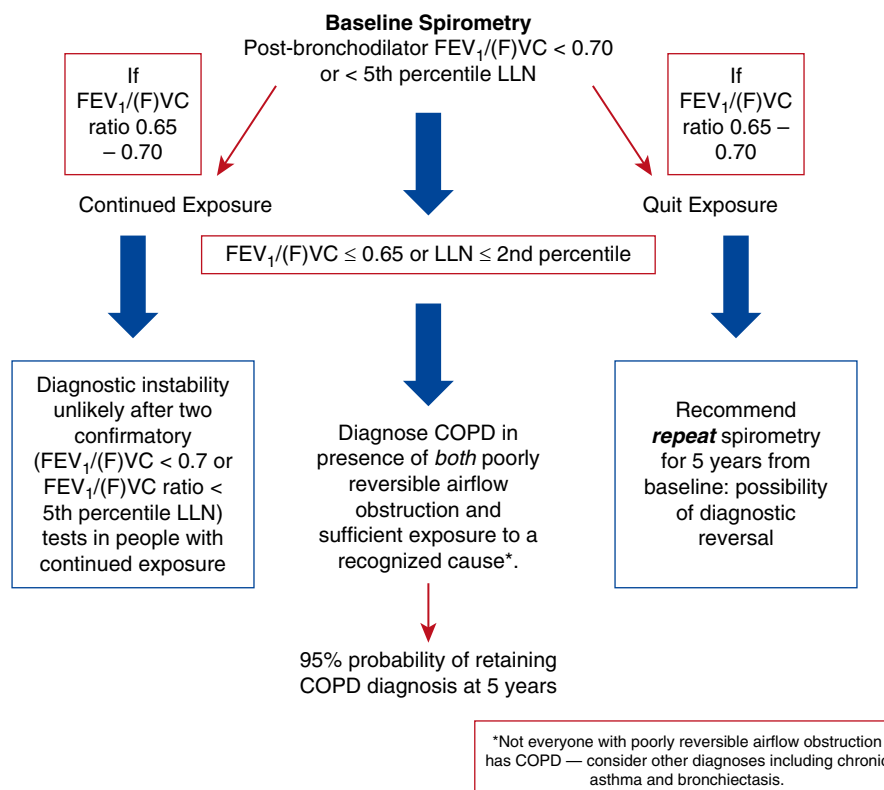 Baseline Spirometry
Post-bronchodilator FEV₁/(F)VC < 0.70
or < 5th percentile LLN
If
FEV₁/(F)VC
ratio 0.65
– 0.70
If
FEV₁/(F)VC
ratio 0.65 –
0.70
Continued Exposure
Quit Exposure
FEV₁/(F)VC ≤ 0.65 or LLN ≤ 2nd percentile
Diagnostic instability
unlikely after two
confirmatory
(FEV₁/(F)VC < 0.7 or
FEV₁/(F)VC ratio <
5th percentile LLN)
tests in people with
continued exposure
Diagnose COPD in
presence of both poorly
reversible airflow
obstruction and
sufficient exposure to a
recognized cause*.
Recommend
repeat spirometry
for 5 years from
baseline: possibility
of diagnostic
reversal
95% probability of retaining
COPD diagnosis at 5 years
*Not everyone with poorly reversible airflow obstruction
has COPD — consider other diagnoses including chronic
asthma and bronchiectasis.